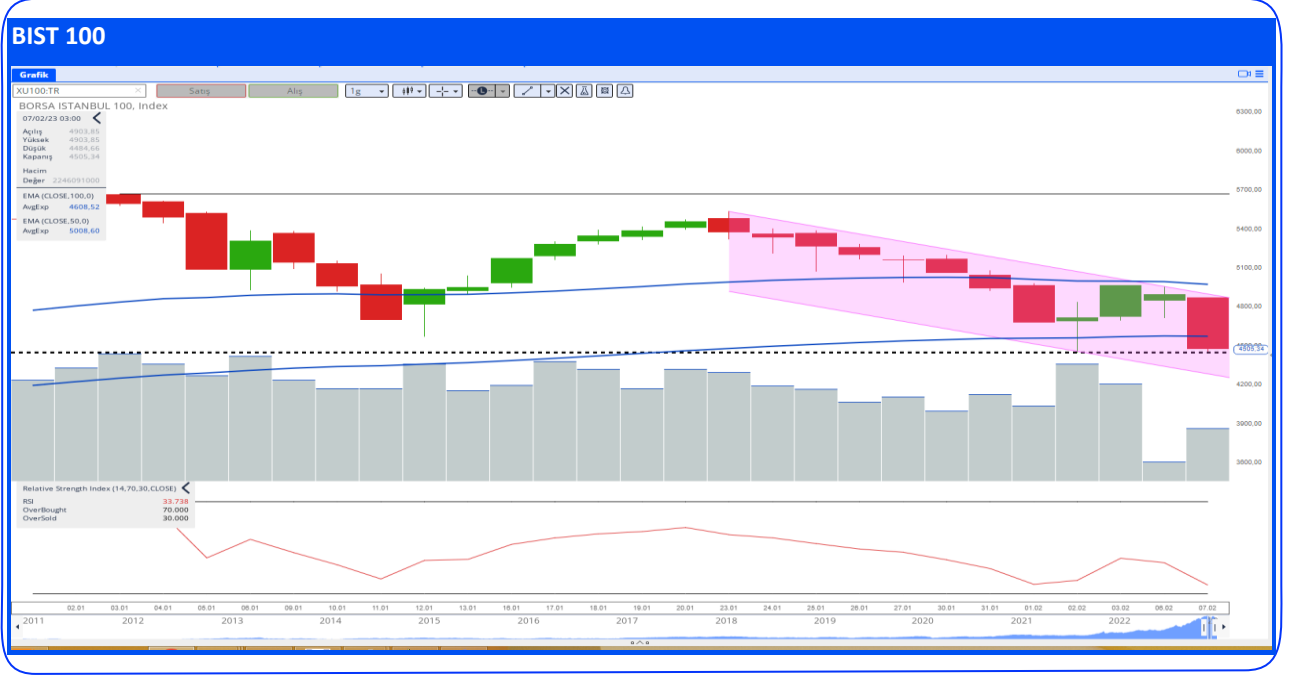 BIST 100
Grafik
XU100:TR
Satış
Alış
1g
BORSA ISTANBUL 100, Index
07/02/23 03:00
Açılış 4903,85
Yüksek 4903,85
Düşük 4484,66
Kapanış 4505,34
Hacim
Değer 2246091000
EMA (CLOSE,100,0)
AvgExp 4608,52
EMA (CLOSE,50,0)
AvgExp 5008,60
6300,00
6000,00
5700,00
5400,00
5100,00
4800,00
4505,34
4200,00
3900,00
3600,00
Relative Strength Index (14,70,30,CLOSE)
RSI 33.738
OverBought 70.000
OverSold 30.000
02.01 03.01 04.01 05.01 06.01 09.01 10.01 11.01 12.01 13.01 16.01 17.01 18.01 19.01 20.01 23.01 24.01 25.01 26.01 27.01 30.01 31.01 01.02 02.02 03.02 06.02 07.02
2011 2012 2013 2014 2015 2016 2017 2018 2019 2020 2021 2022